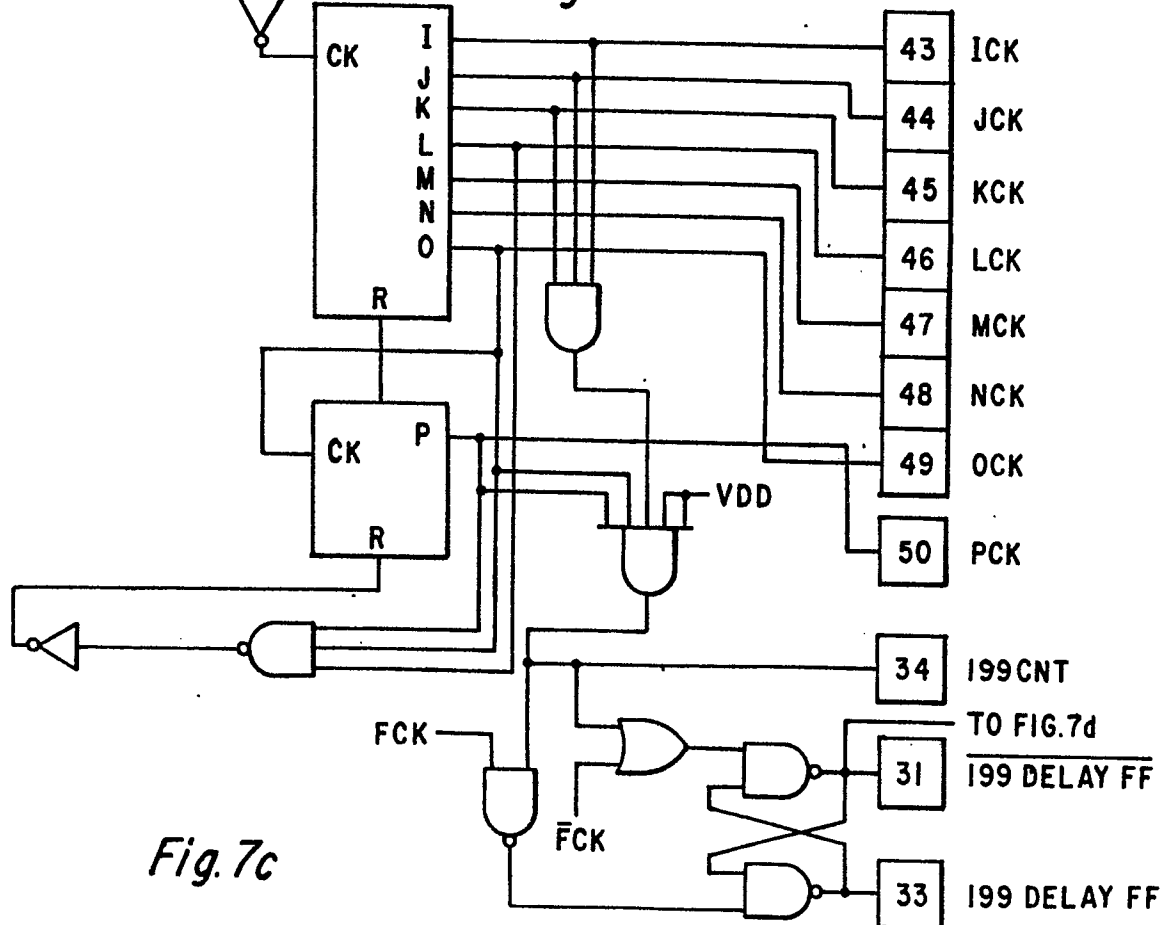 CK
I
J
K
L
M
N
O
R
43 ICK
44 JCK
45 KCK
46 LCK
47 MCK
48 NCK
49 OCK
50 PCK
CK
P
R
VDD
34 199CNT
TO FIG.7d
31 199 DELAY FF
33 199 DELAY FF
FCK
F̅CK
Fig. 7c